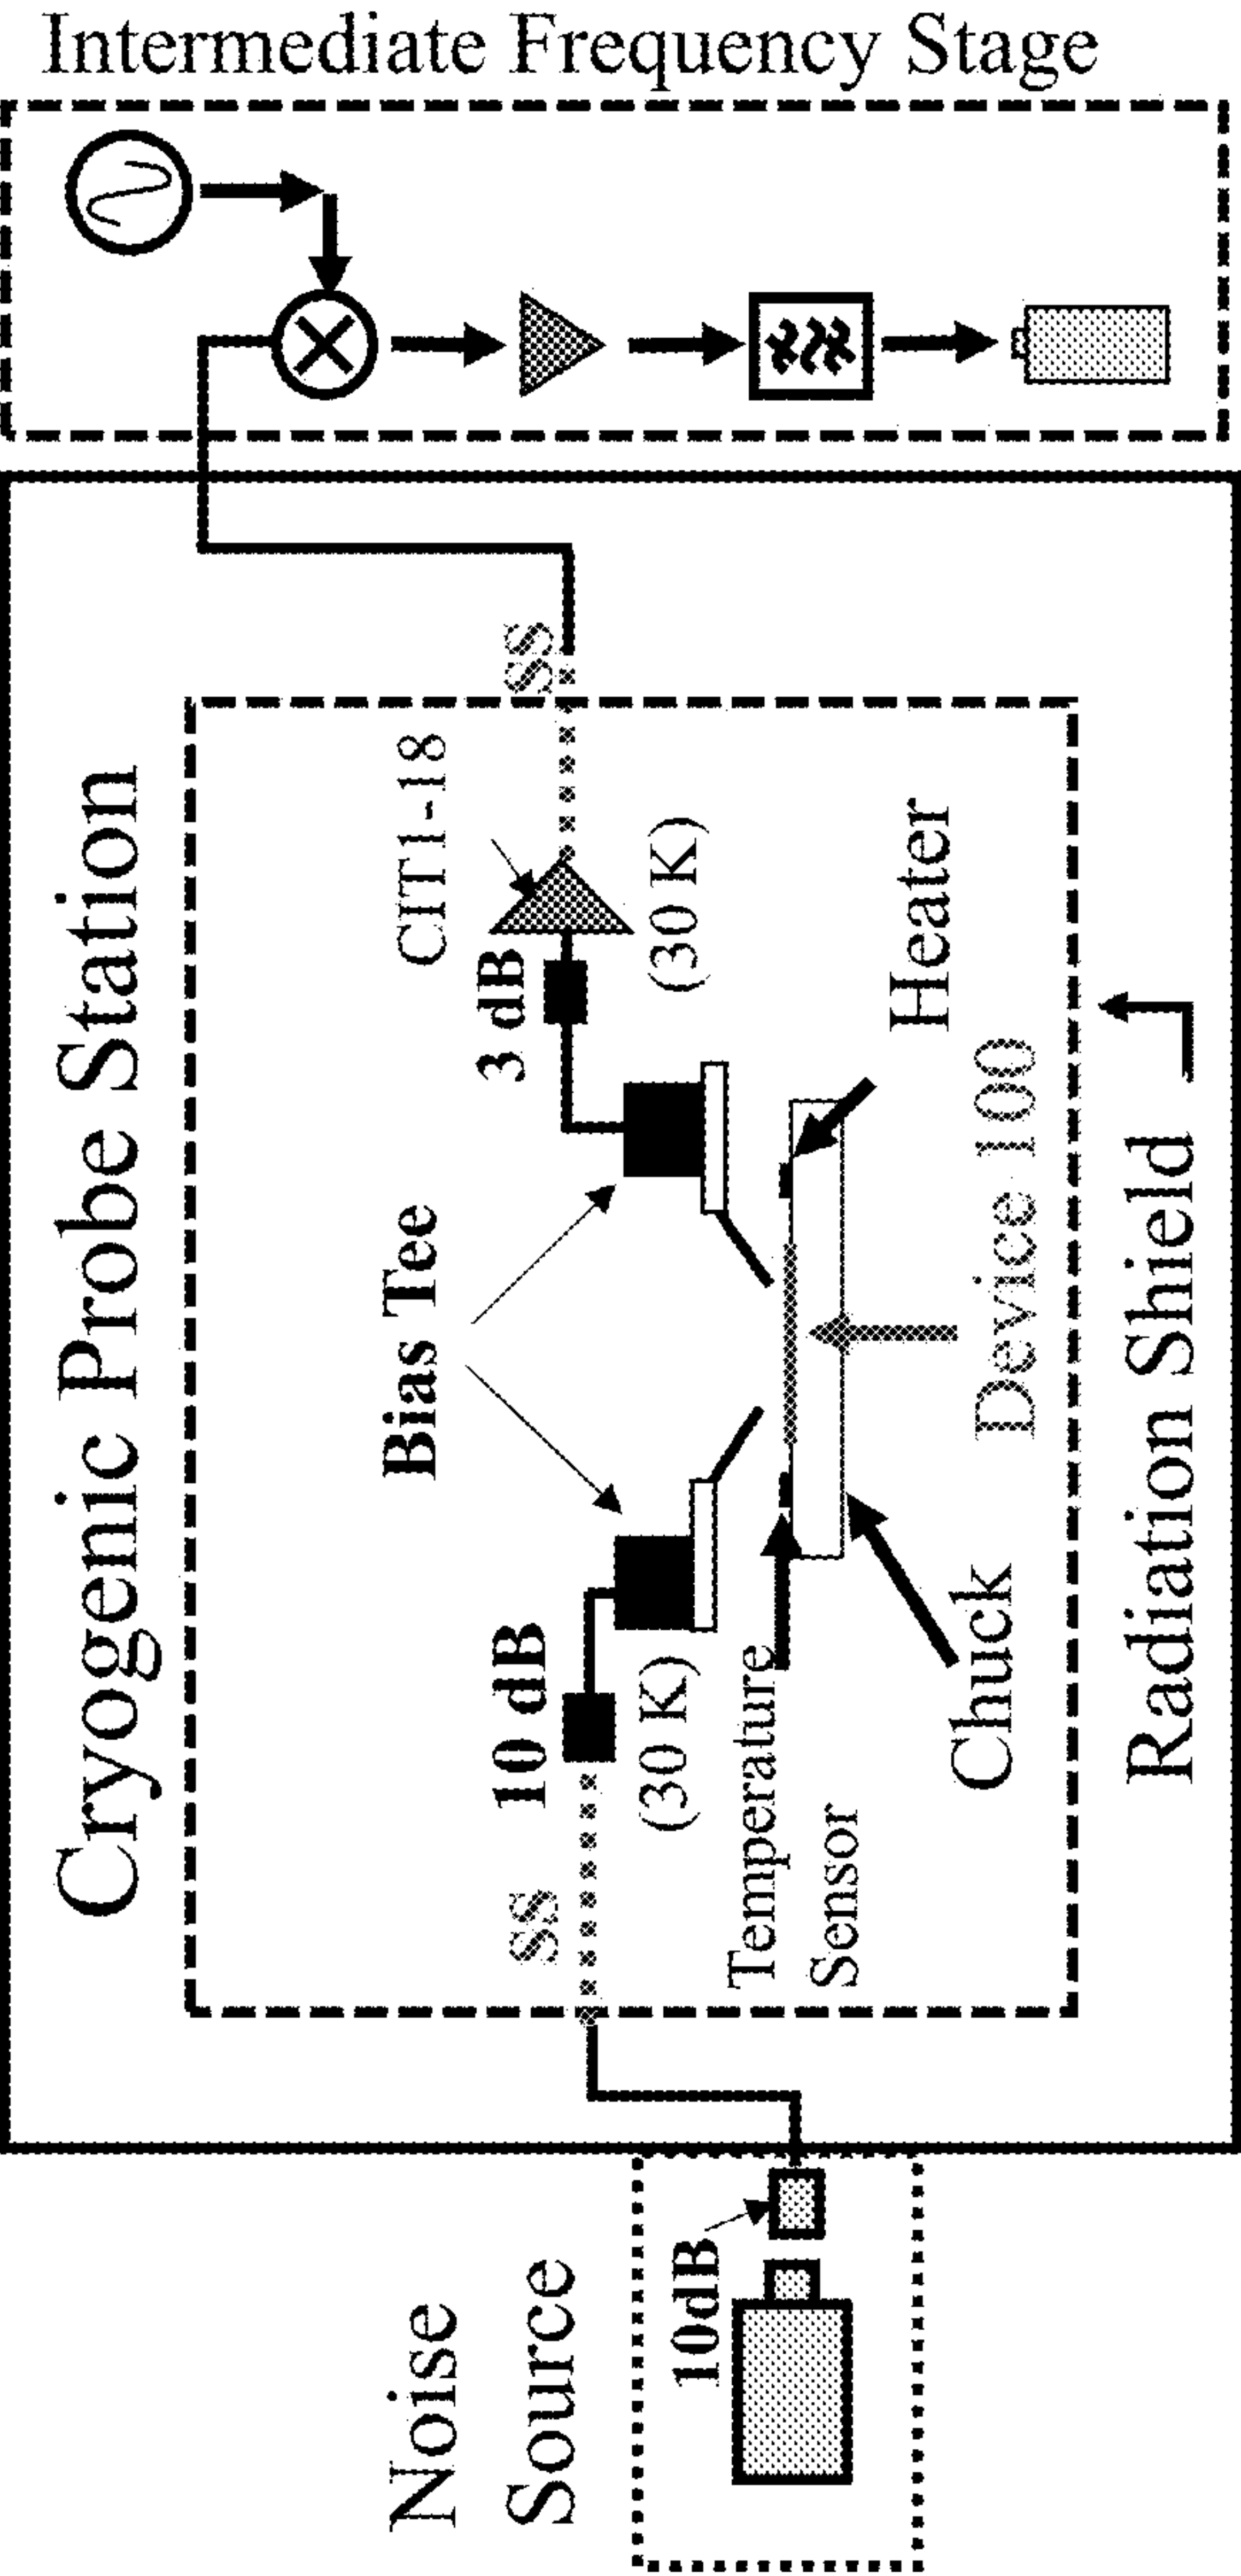 Intermediate Frequency Stage
Cryogenic Probe Station
SS
CIT1-18
3 dB
(30 K)
Heater
Bias Tee
Device 100
10 dB
(30 K)
SS
Temperature
Sensor
Chuck
Radiation Shield
Noise
Source
10dB